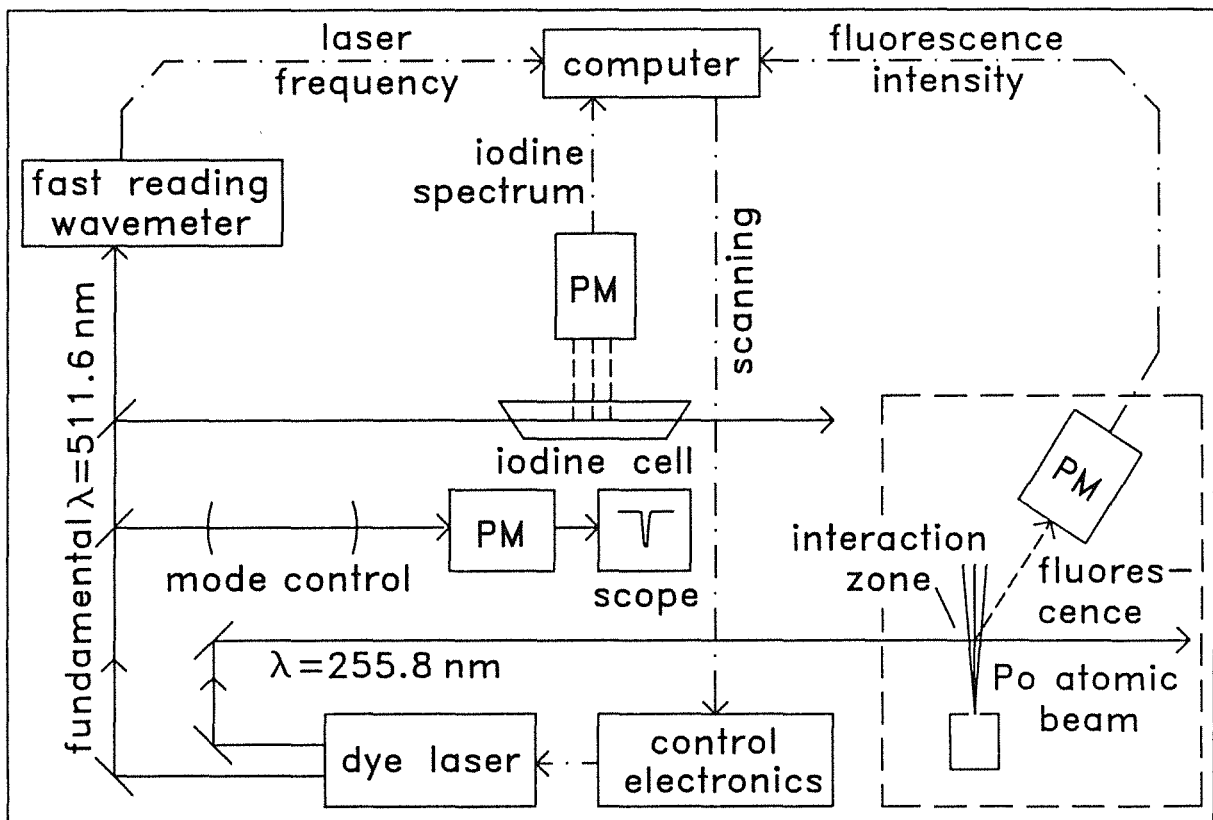 laser
frequency
computer
fluorescence
intensity
fast reading
wavemeter
iodine
spectrum
PM
scanning
fundamental λ=511.6 nm
iodine cell
mode control
PM
scope
interaction
zone
PM
fluores-
cence
λ=255.8 nm
Po atomic
beam
dye laser
control
electronics